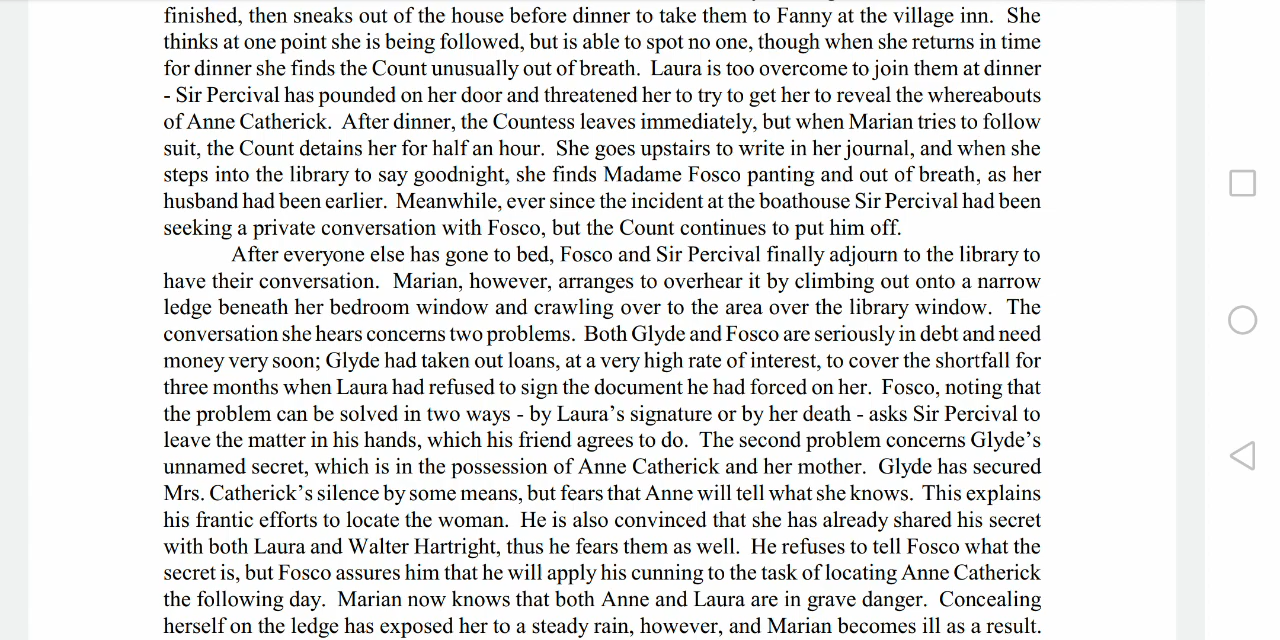 finished, then sneaks out of the house before dinner to take them to Fanny at the village inn.  She
thinks at one point she is being followed, but is able to spot no one, though when she returns in time
for dinner she finds the Count unusually out of breath.  Laura is too overcome to join them at dinner
- Sir Percival has pounded on her door and threatened her to try to get her to reveal the whereabouts
of Anne Catherick.  After dinner, the Countess leaves immediately, but when Marian tries to follow
suit, the Count detains her for half an hour.  She goes upstairs to write in her journal, and when she
steps into the library to say goodnight, she finds Madame Fosco panting and out of breath, as her
husband had been earlier.  Meanwhile, ever since the incident at the boathouse Sir Percival had been
seeking a private conversation with Fosco, but the Count continues to put him off.
After everyone else has gone to bed, Fosco and Sir Percival finally adjourn to the library to
have their conversation.  Marian, however, arranges to overhear it by climbing out onto a narrow
ledge beneath her bedroom window and crawling over to the area over the library window.  The
conversation she hears concerns two problems.  Both Glyde and Fosco are seriously in debt and need
money very soon; Glyde had taken out loans, at a very high rate of interest, to cover the shortfall for
three months when Laura had refused to sign the document he had forced on her.  Fosco, noting that
the problem can be solved in two ways - by Laura's signature or by her death - asks Sir Percival to
leave the matter in his hands, which his friend agrees to do.  The second problem concerns Glyde's
unnamed secret, which is in the possession of Anne Catherick and her mother.  Glyde has secured
Mrs. Catherick's silence by some means, but fears that Anne will tell what she knows.  This explains
his frantic efforts to locate the woman.  He is also convinced that she has already shared his secret
with both Laura and Walter Hartright, thus he fears them as well.  He refuses to tell Fosco what the
secret is, but Fosco assures him that he will apply his cunning to the task of locating Anne Catherick
the following day.  Marian now knows that both Anne and Laura are in grave danger.  Concealing
herself on the ledge has exposed her to a steady rain, however, and Marian becomes ill as a result.